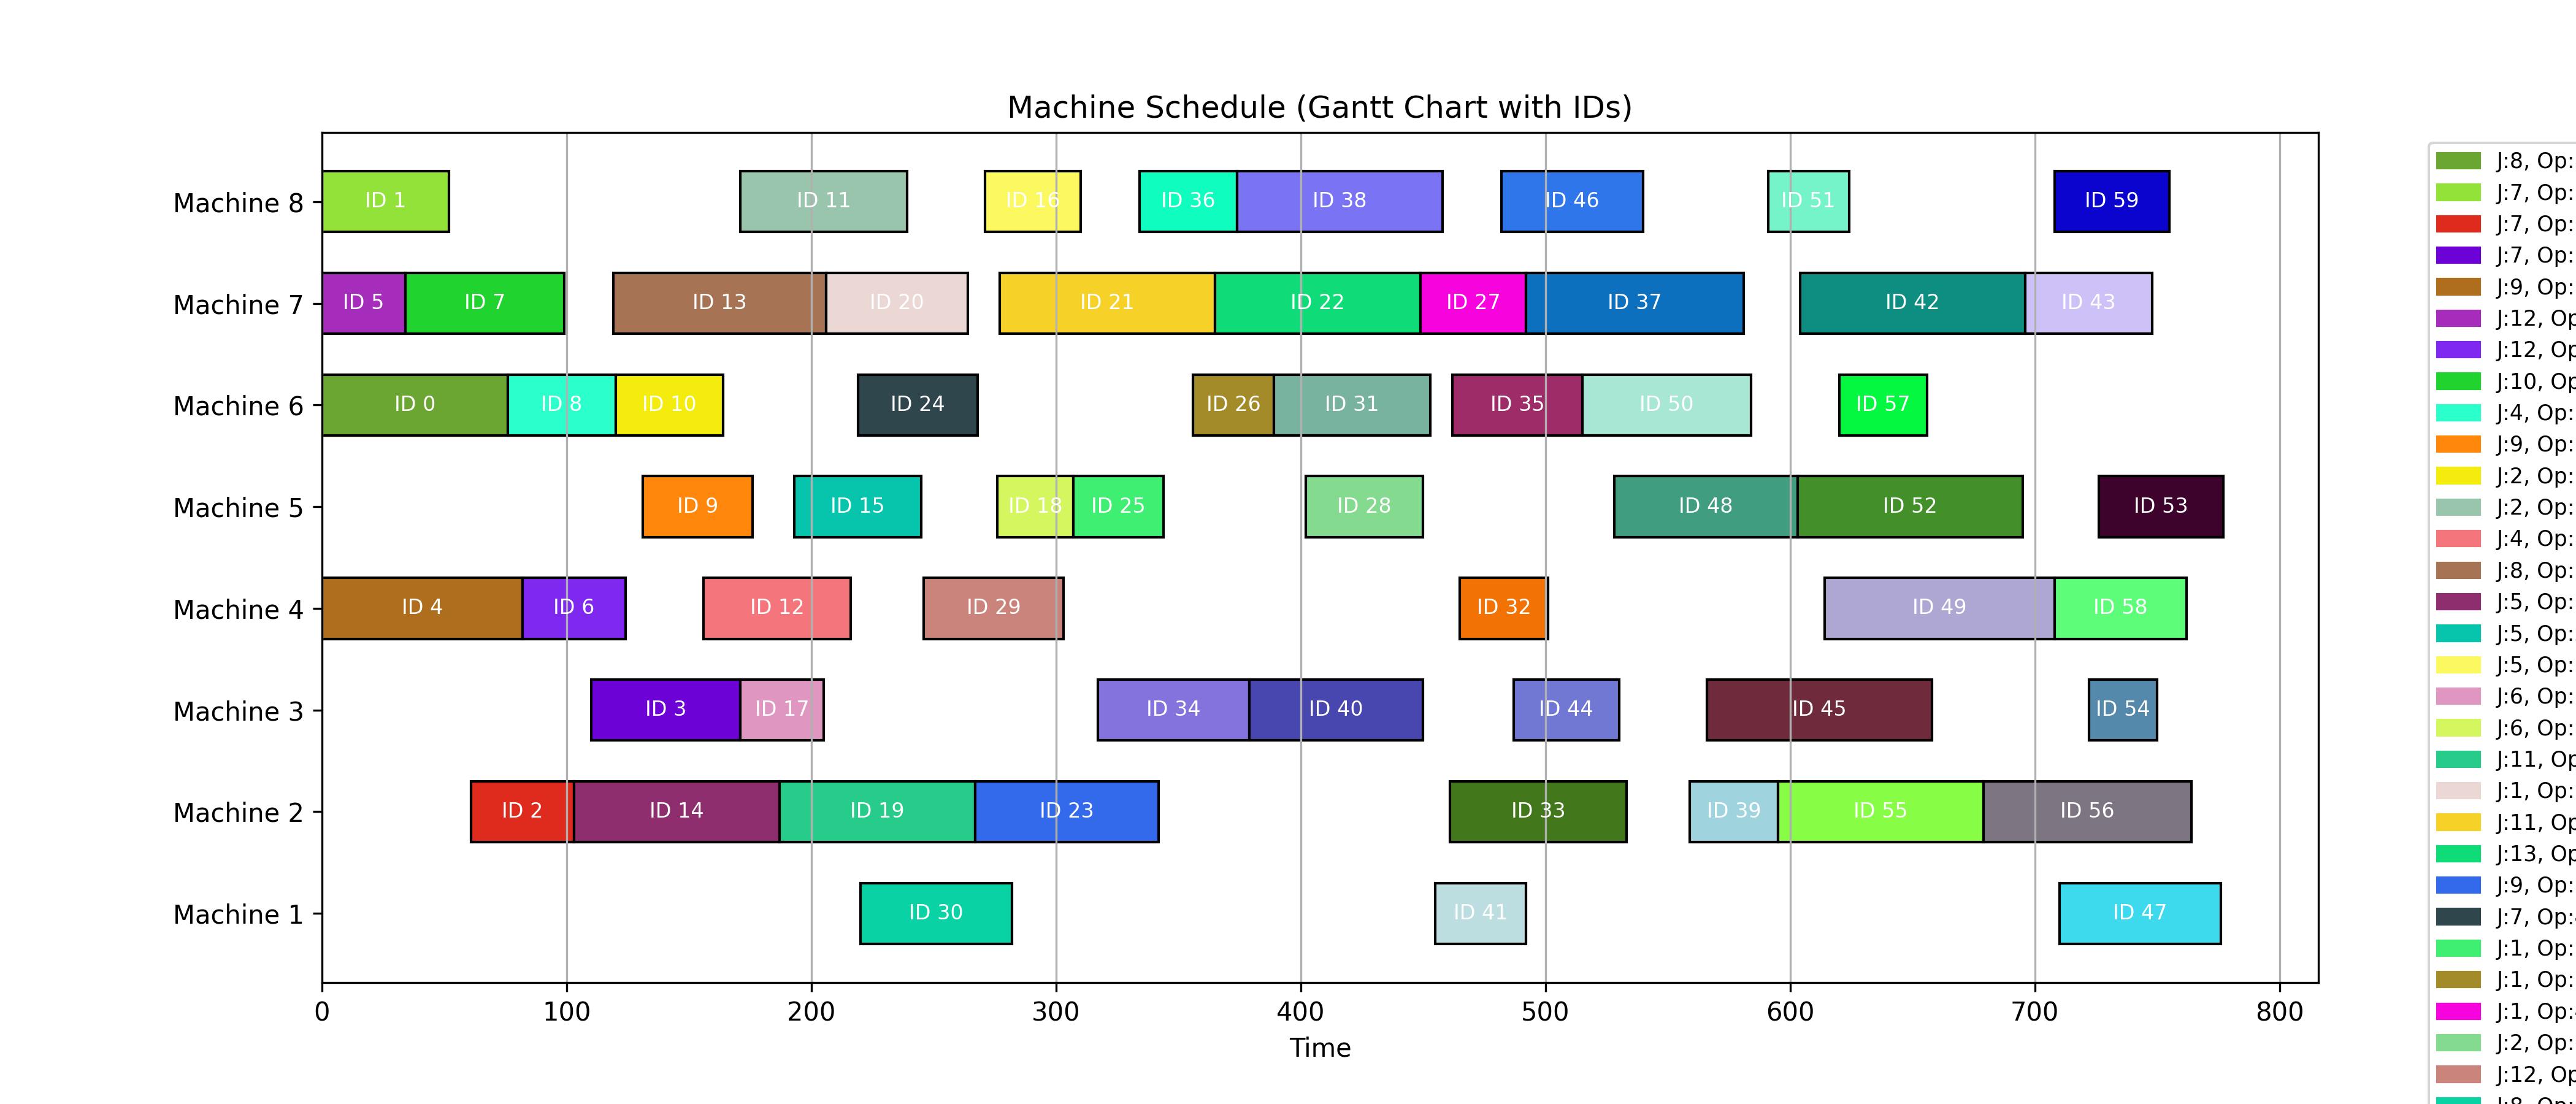 Machine Schedule (Gantt Chart with IDs)
Machine 8
ID 1
ID 11
ID 16
ID 36
ID 38
ID 46
ID 51
ID 59
Machine 7
ID 5
ID 7
ID 13
ID 20
ID 21
ID 22
ID 27
ID 37
ID 42
ID 43
Machine 6
ID 0
ID 8
ID 10
ID 24
ID 26
ID 31
ID 35
ID 50
ID 57
Machine 5
ID 9
ID 15
ID 18
ID 25
ID 28
ID 48
ID 52
ID 53
Machine 4
ID 4
ID 6
ID 12
ID 29
ID 32
ID 49
ID 58
Machine 3
ID 3
ID 17
ID 34
ID 40
ID 44
ID 45
ID 54
Machine 2
ID 2
ID 14
ID 19
ID 23
ID 33
ID 39
ID 55
ID 56
Machine 1
ID 30
ID 41
ID 47
0 100 200 300 400 500 600 700 800
Time
J:8, Op:
J:7, Op:
J:7, Op:
J:7, Op:
J:9, Op:
J:12, Op
J:12, Op
J:10, Op
J:4, Op:
J:9, Op:
J:2, Op:
J:2, Op:
J:4, Op:
J:8, Op:
J:5, Op:
J:5, Op:
J:5, Op:
J:6, Op:
J:6, Op:
J:11, Op
J:1, Op:
J:11, Op
J:13, Op
J:9, Op:
J:7, Op:
J:1, Op:
J:1, Op:
J:1, Op:
J:2, Op:
J:12, Op